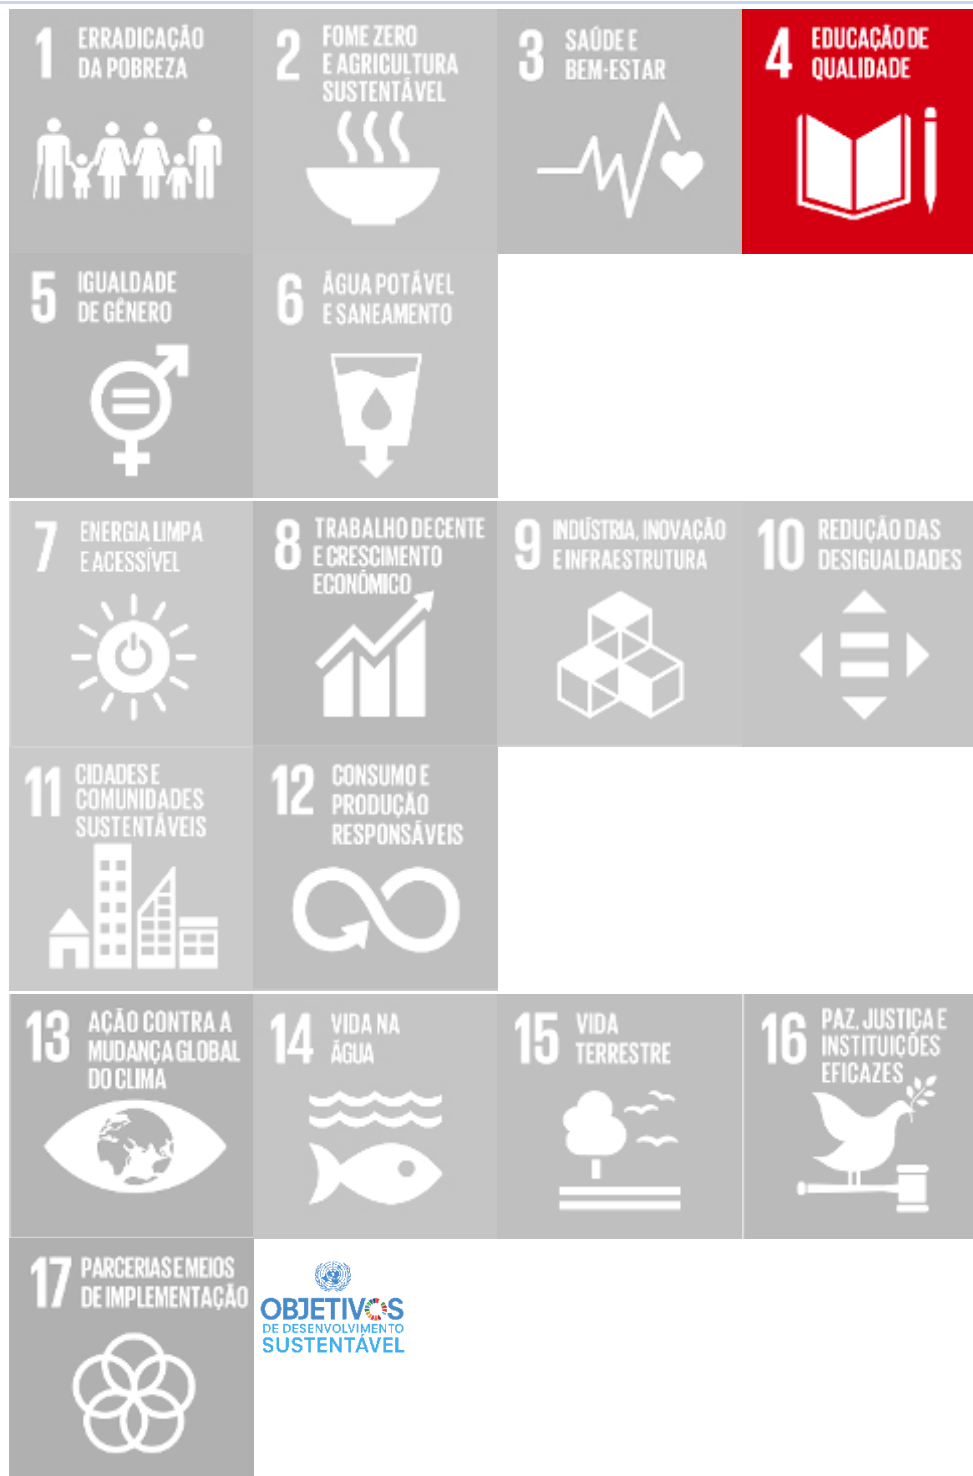 1 ERRADICAÇÃO
DA POBREZA
2 FOME ZERO
E AGRICULTURA
SUSTENTÁVEL
3 SAÚDE E
BEM-ESTAR
4 EDUCAÇÃO DE
QUALIDADE
5 IGUALDADE
DE GÊNERO
6 ÁGUA POTÁVEL
E SANEAMENTO
7 ENERGIA LIMPA
E ACESSÍVEL
8 TRABALHO DECENTE
E CRESCIMENTO
ECONÔMICO
9 INDÚSTRIA, INOVAÇÃO
E INFRAESTRUTURA
10 REDUÇÃO DAS
DESIGUALDADES
11 CIDADES E
COMUNIDADES
SUSTENTÁVEIS
12 CONSUMO E
PRODUÇÃO
RESPONSÁVEIS
13 AÇÃO CONTRA A
MUDANÇA GLOBAL
DO CLIMA
14 VIDA NA
ÁGUA
15 VIDA
TERRESTRE
16 PAZ, JUSTIÇA E
INSTITUIÇÕES
EFICAZES
17 PARCERIAS E MEIOS
DE IMPLEMENTAÇÃO
OBJETIVOS
DE DESENVOLVIMENTO
SUSTENTÁVEL